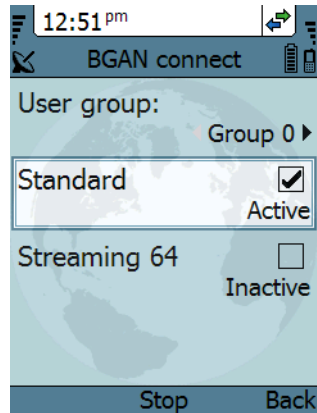 12:51 pm
BGAN connect
User group:
Group 0
Standard
Active
Streaming 64
Inactive
Stop Back